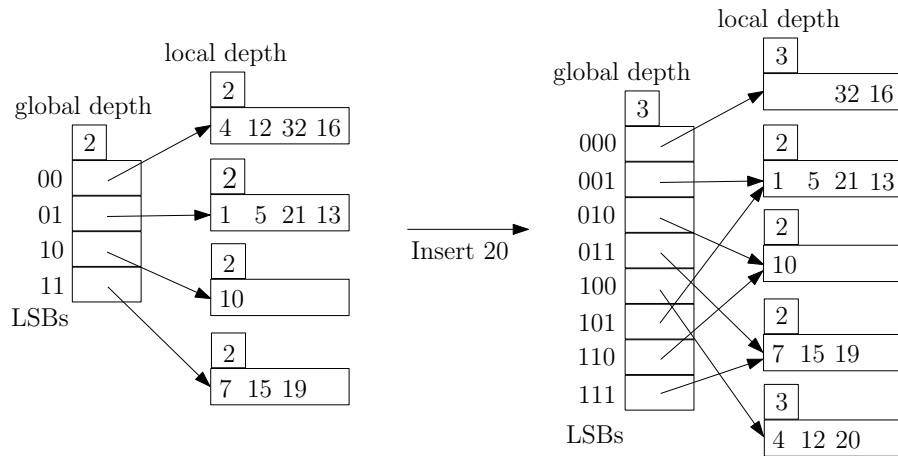 local depth
2
global depth
2
4 12 32 16
00
01
10
11
LSBs
2
1 5 21 13
2
10
2
7 15 19
Insert 20
local depth
3
global depth
3
32 16
000
001
010
011
100
101
110
111
LSBs
2
1 5 21 13
2
10
2
7 15 19
3
4 12 20